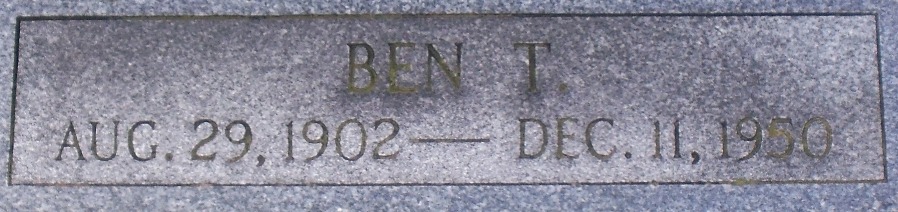 BEN T.
AUG. 29, 1902 — DEC. 11, 1950